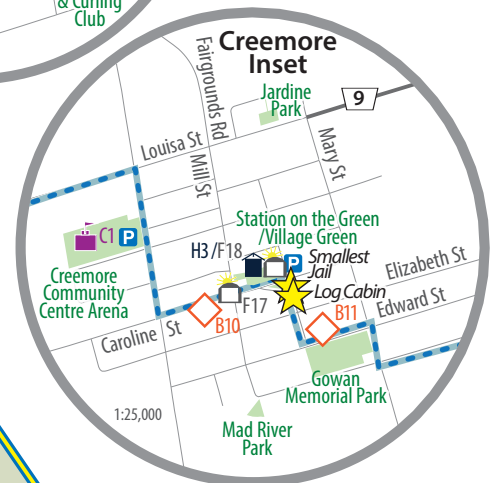 & Curling
Club
Creemore
Inset
Fairgrounds Rd
Jardine
Park
9
Louisa St
Mill St
Mary St
Station on the Green
/Village Green
C1 P
H3 /F18
P
Smallest
Jail
Elizabeth St
Creemore
Community
Centre Arena
Log Cabin
Edward St
F17
B11
B10
Caroline St
Gowan
Memorial Park
1:25,000
Mad River
Park